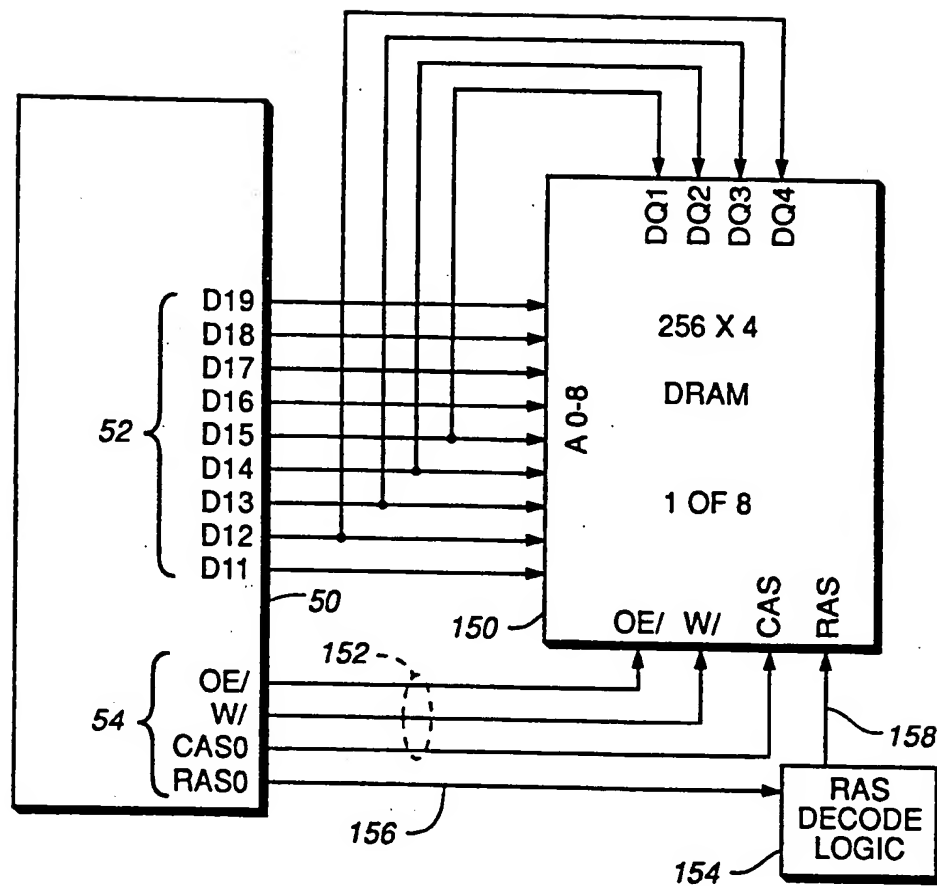 DQ1
DQ2
DQ3
DQ4
D19
D18
D17
D16
D15
D14
D13
D12
D11
52
A 0-8
256 X 4
DRAM
1 OF 8
50
150
OE/
W/
CAS
RAS
152
54
OE/
W/
CAS0
RAS0
156
158
RAS
DECODE
LOGIC
154